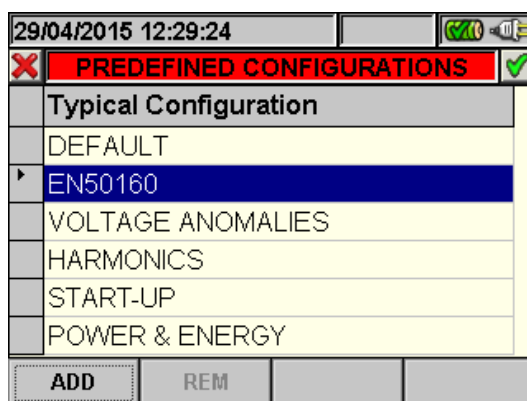 29/04/2015 12:29:24
PREDEFINED CONFIGURATIONS
Typical Configuration
DEFAULT
EN50160
VOLTAGE ANOMALIES
HARMONICS
START-UP
POWER & ENERGY
ADD REM